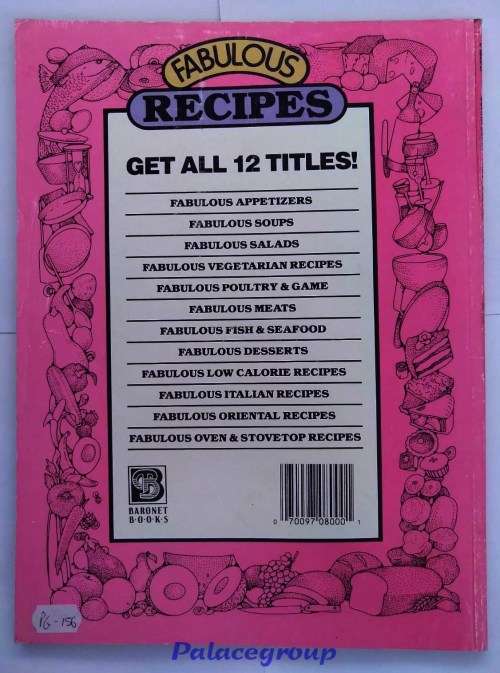 FABULOUS
RECIPES
GET ALL 12 TITLES!
FABULOUS APPETIZERS
FABULOUS SOUPS
FABULOUS SALADS
FABULOUS VEGETARIAN RECIPES
FABULOUS POULTRY & GAME
FABULOUS MEATS
FABULOUS FISH & SEAFOOD
FABULOUS DESSERTS
FABULOUS LOW CALORIE RECIPES
FABULOUS ITALIAN RECIPES
FABULOUS ORIENTAL RECIPES
FABULOUS OVEN & STOVETOP RECIPES
B
BARONET
B·O·O·K·S
0 70097 08000 1
PG - 156
Palacegroup